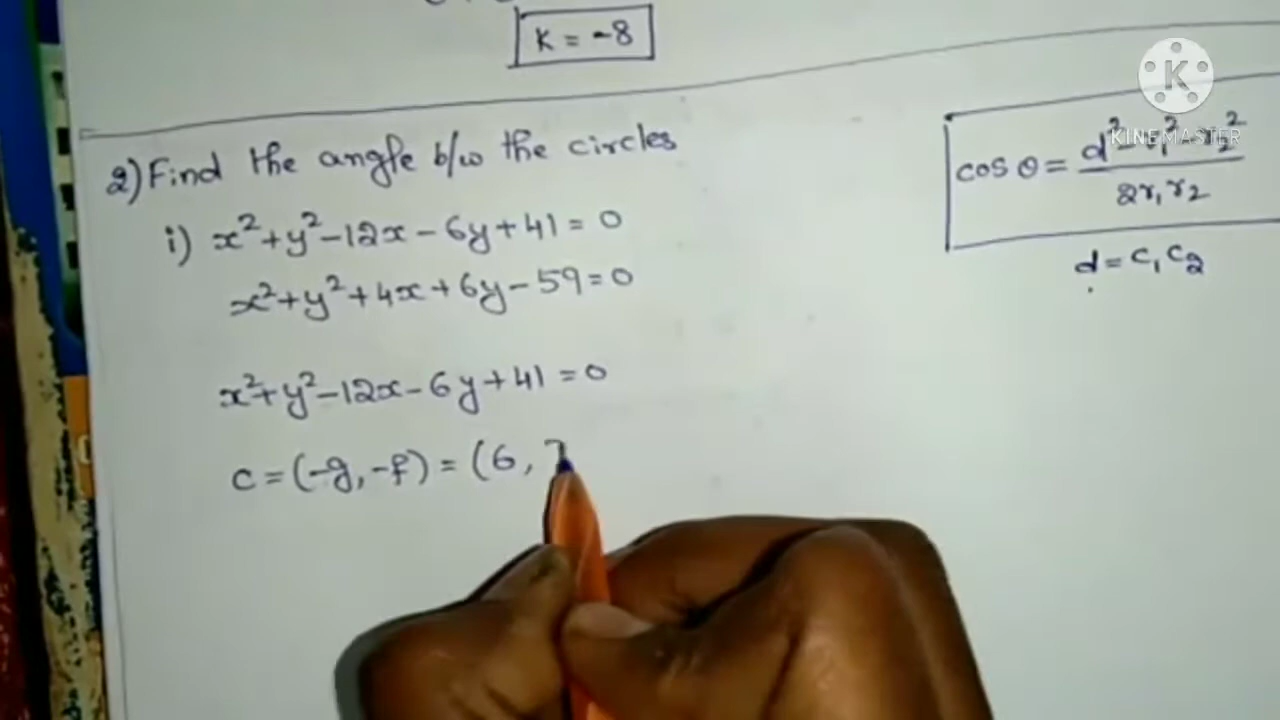 K = -8
2) Find the angle b/w the circles
i) x²+y²-12x-6y+41=0
x²+y²+4x+6y-59=0
x²+y²-12x-6y+41=0
c=(-g,-f)=(6,
cos θ = d²-r₁²-r₂² / 2r₁r₂
d=c₁c₂
K
KINEMASTER